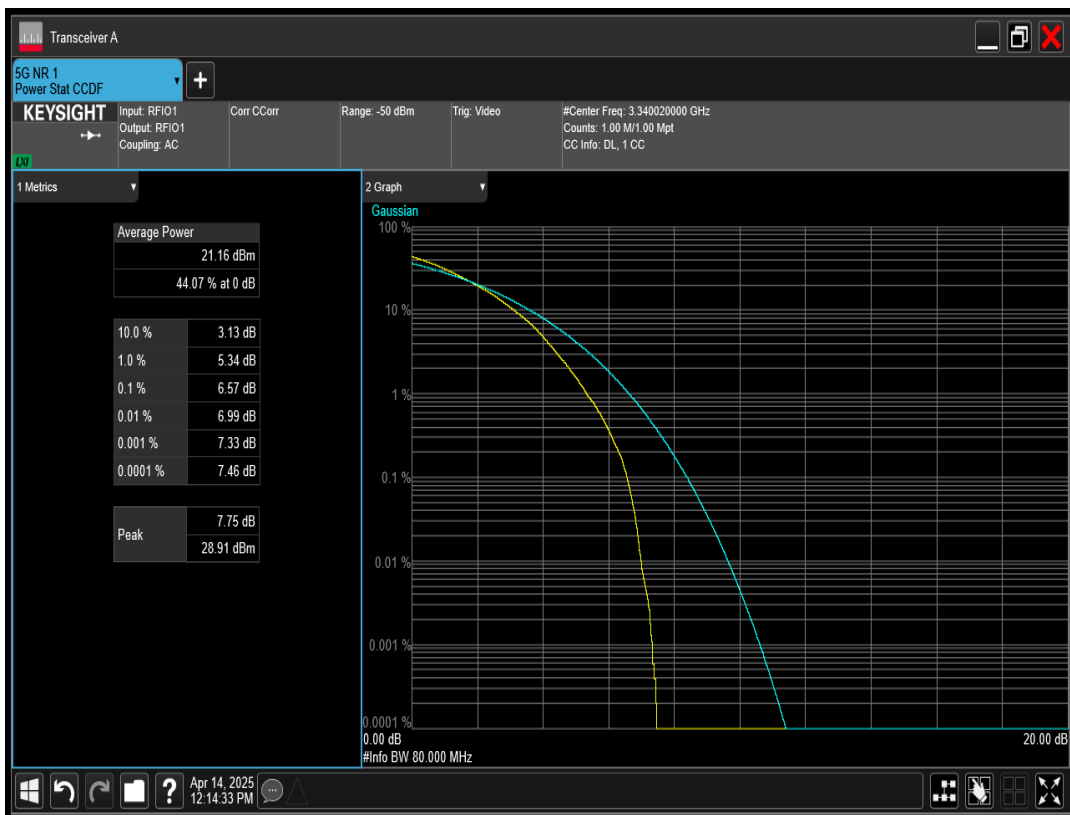 Transceiver A
5G NR 1
Power Stat CCDF
+
KEYSIGHT
LXI
Input: RFIO1
Output: RFIO1
Coupling: AC
Corr CCorr
Range: -50 dBm
Trig: Video
#Center Freq: 3.340020000 GHz
Counts: 1.00 M/1.00 Mpt
CC Info: DL, 1 CC
1 Metrics
Average Power
21.16 dBm
44.07 % at 0 dB
10.0 % 3.13 dB
1.0 % 5.34 dB
0.1 % 6.57 dB
0.01 % 6.99 dB
0.001 % 7.33 dB
0.0001 % 7.46 dB
Peak
7.75 dB
28.91 dBm
2 Graph
Gaussian
100 %
10 %
1 %
0.1 %
0.01 %
0.001 %
0.0001 %
0.00 dB 20.00 dB
#Info BW 80.000 MHz
?
Apr 14, 2025
12:14:33 PM